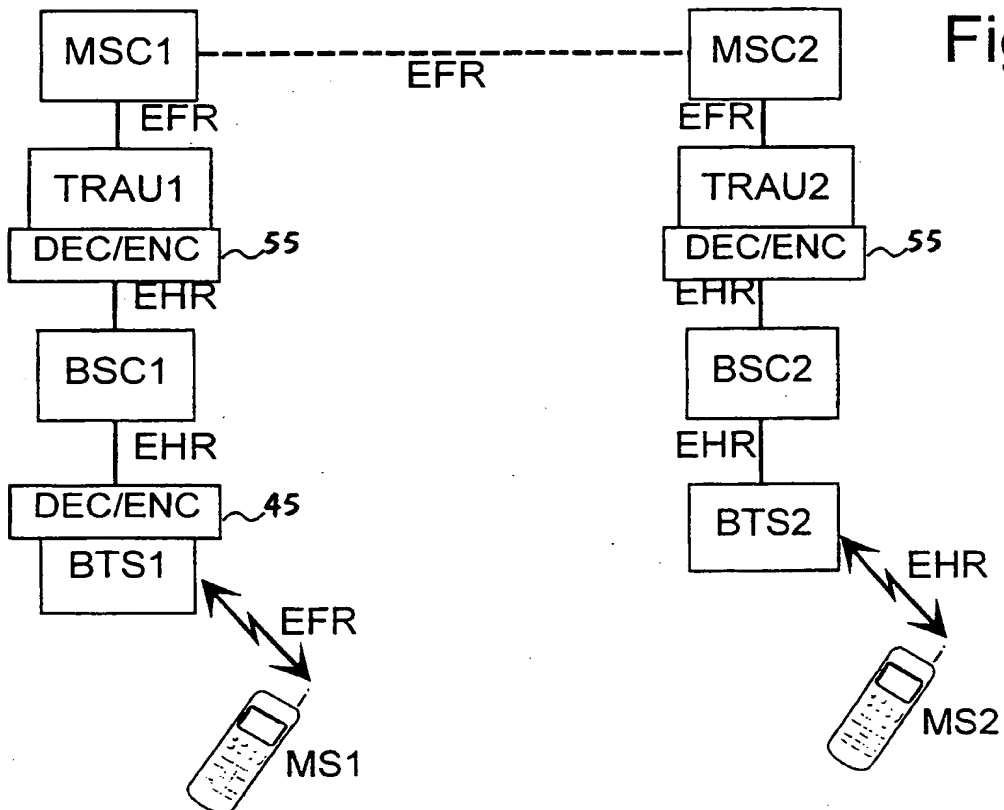 MSC1
EFR
MSC2
EFR
EFR
TRAU1
TRAU2
DEC/ENC
55
DEC/ENC
55
EHR
EHR
BSC1
BSC2
EHR
EHR
DEC/ENC
45
BTS1
BTS2
EFR
EHR
MS1
MS2